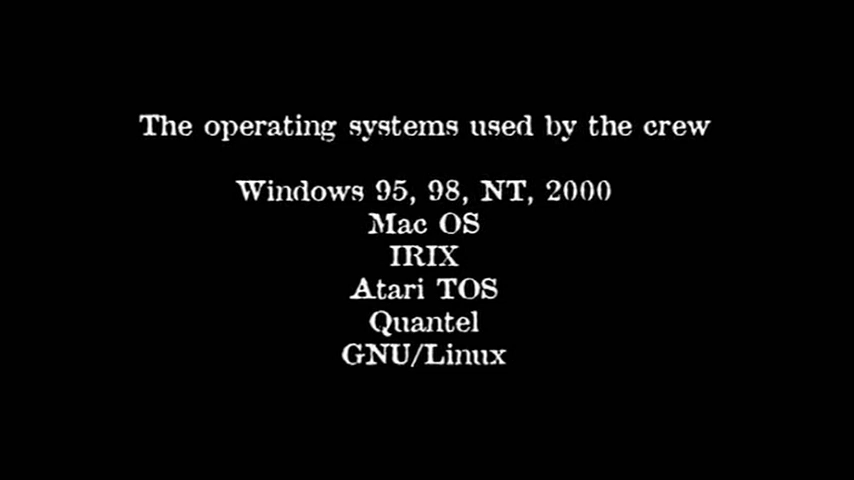 The operating systems used by the crew
Windows 95, 98, NT, 2000
Mac OS
IRIX
Atari TOS
Quantel
GNU/Linux